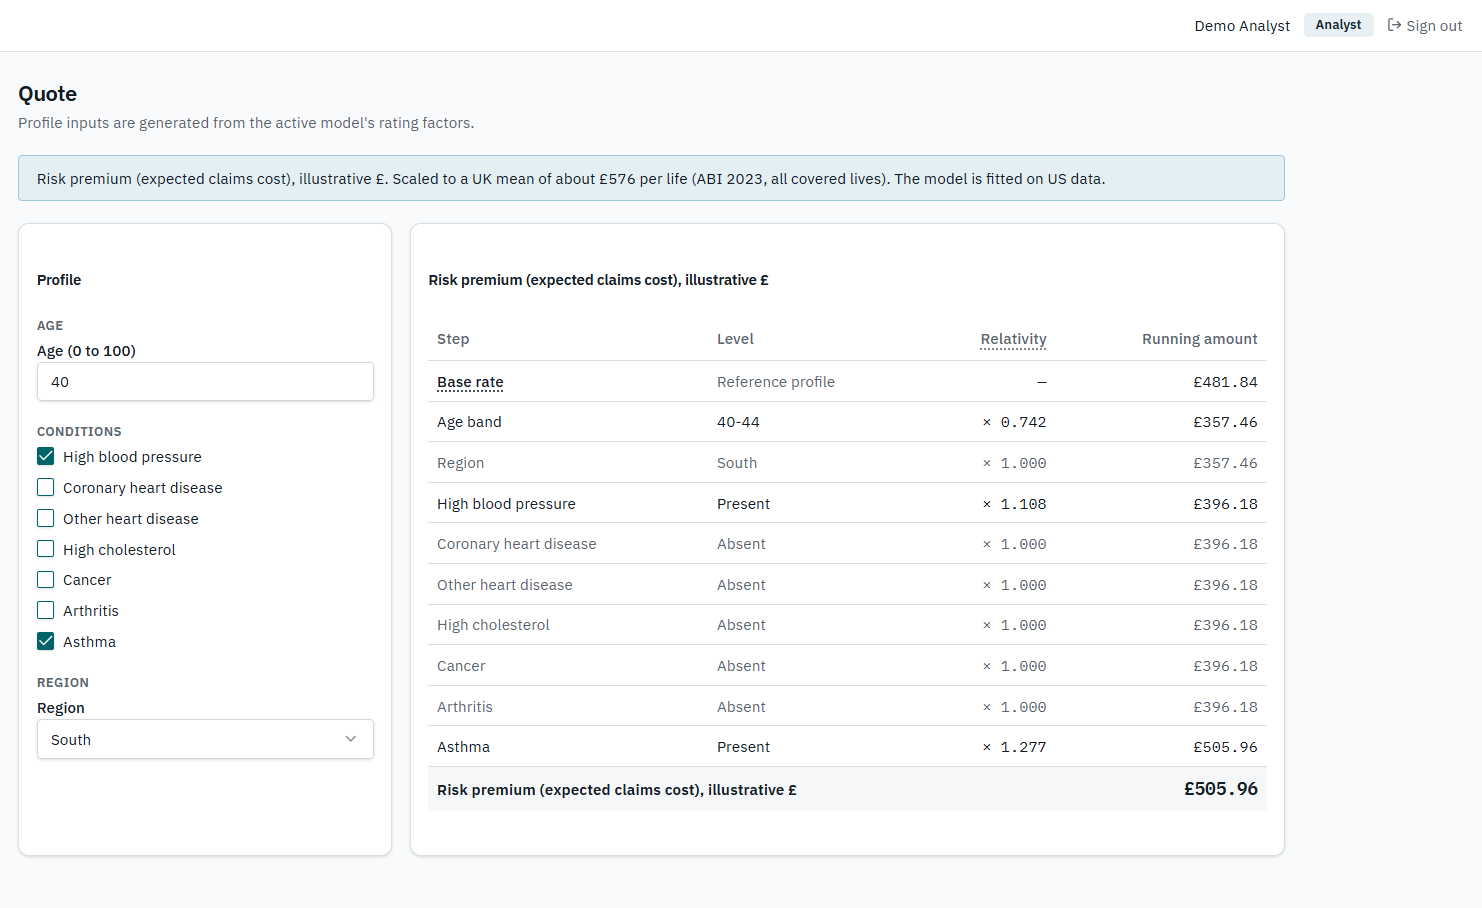 Demo Analyst Analyst Sign out
Quote
Profile inputs are generated from the active model's rating factors.
Risk premium (expected claims cost), illustrative £. Scaled to a UK mean of about £576 per life (ABI 2023, all covered lives). The model is fitted on US data.
Profile
AGE
Age (0 to 100)
40
CONDITIONS
High blood pressure
Coronary heart disease
Other heart disease
High cholesterol
Cancer
Arthritis
Asthma
REGION
Region
South
Risk premium (expected claims cost), illustrative £
Step Level Relativity Running amount
Base rate Reference profile — £481.84
Age band 40-44 × 0.742 £357.46
Region South × 1.000 £357.46
High blood pressure Present × 1.108 £396.18
Coronary heart disease Absent × 1.000 £396.18
Other heart disease Absent × 1.000 £396.18
High cholesterol Absent × 1.000 £396.18
Cancer Absent × 1.000 £396.18
Arthritis Absent × 1.000 £396.18
Asthma Present × 1.277 £505.96
Risk premium (expected claims cost), illustrative £ £505.96